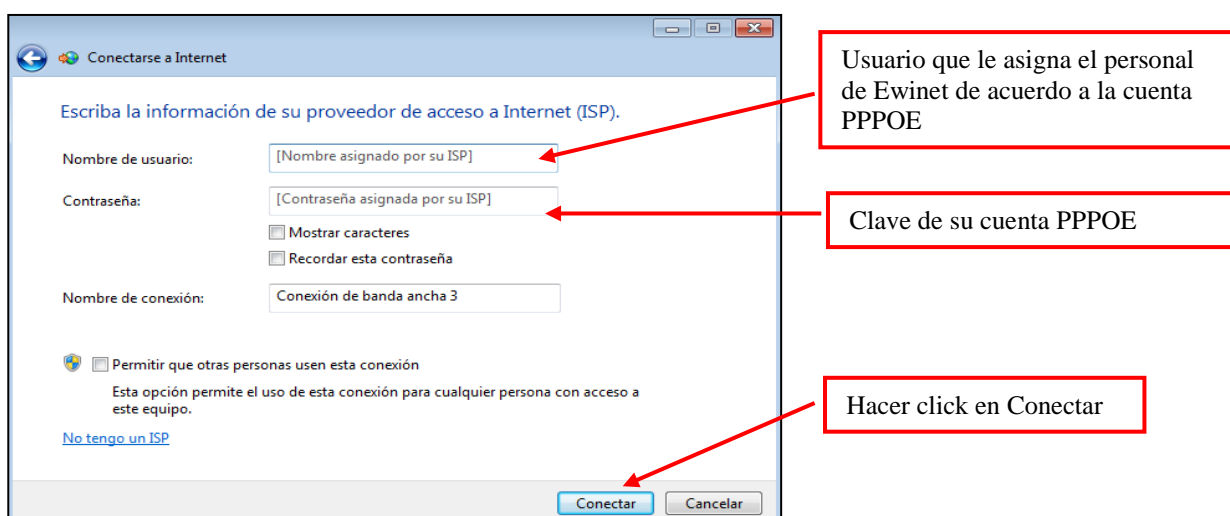 Conectarse a Internet
Escriba la información de su proveedor de acceso a Internet (ISP).
Nombre de usuario:
[Nombre asignado por su ISP]
Contraseña:
[Contraseña asignada por su ISP]
Mostrar caracteres
Recordar esta contraseña
Nombre de conexión:
Conexión de banda ancha 3
Permitir que otras personas usen esta conexión
Esta opción permite el uso de esta conexión para cualquier persona con acceso a
este equipo.
No tengo un ISP
Conectar
Cancelar
Usuario que le asigna el personal
de Ewinet de acuerdo a la cuenta
PPPOE
Clave de su cuenta PPPOE
Hacer click en Conectar